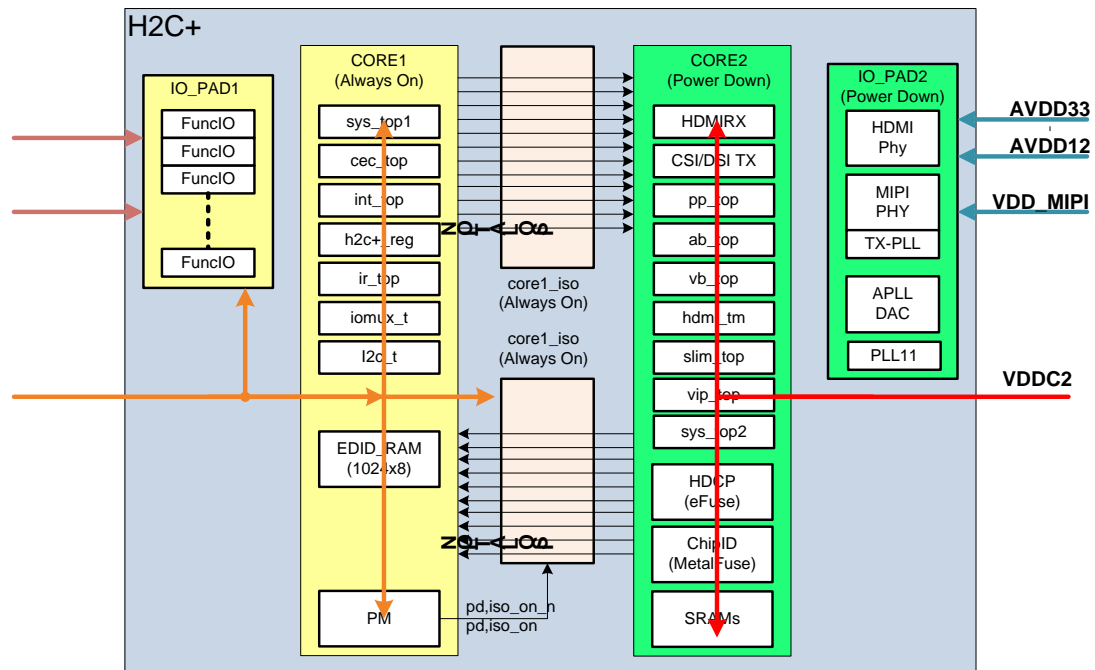 H2C+
IO_PAD1
FuncIO
FuncIO
FuncIO
FuncIO
CORE1
(Always On)
sys_top1
cec_top
int_top
h2c+_reg
ir_top
iomux_t
I2c_t
EDID_RAM
(1024x8)
PM
core1_iso
(Always On)
core1_iso
(Always On)
pd,iso_on_n
pd,iso_on
CORE2
(Power Down)
HDMIRX
CSI/DSI TX
pp_top
ab_top
vb_top
hdmi_tm
slim_top
vip_top
sys_top2
HDCP
(eFuse)
ChipID
(MetalFuse)
SRAMs
IO_PAD2
(Power Down)
HDMI
Phy
MIPI
PHY
TX-PLL
APLL
DAC
PLL11
AVDD33
AVDD12
VDD_MIPI
VDDC2